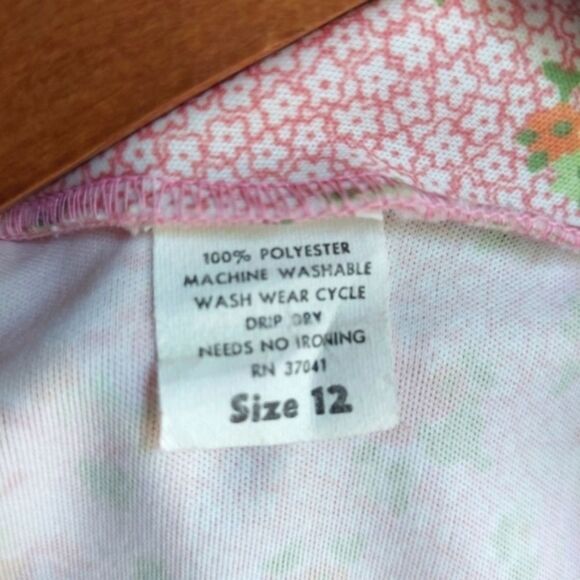 100% POLYESTER
MACHINE WASHABLE
WASH WEAR CYCLE
DRIP DRY
NEEDS NO IRONING
RN 37041
Size 12